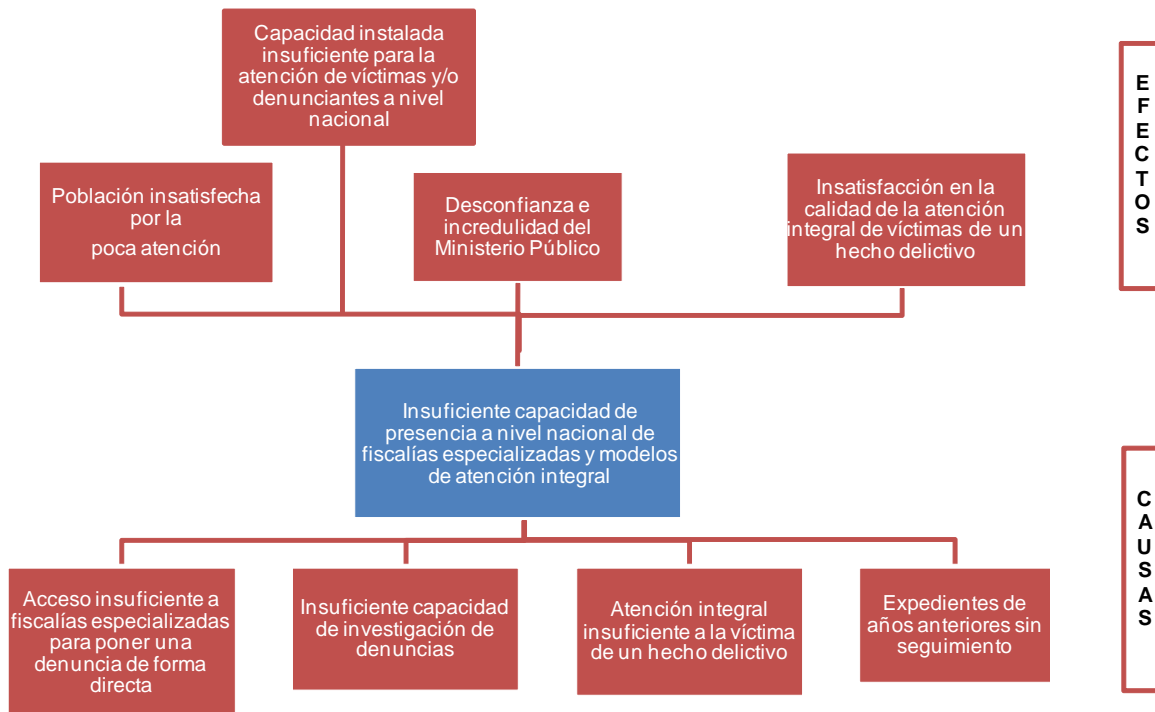 Capacidad instalada
insuficiente para la
atención de víctimas y/o
denunciantes a nivel
nacional
Población insatisfecha
por la
poca atención
Desconfianza e
incredulidad del
Ministerio Público
Insatisfacción en la
calidad de la atención
integral de víctimas de un
hecho delictivo
E
F
E
C
T
O
S
Insuficiente capacidad de
presencia a nivel nacional de
fiscalías especializadas y modelos
de atención integral
C
A
U
S
A
S
Acceso insuficiente a
fiscalías especializadas
para poner una
denuncia de forma
directa
Insuficiente capacidad
de investigación de
denuncias
Atención integral
insuficiente a la víctima
de un hecho delictivo
Expedientes de
años anteriores sin
seguimiento